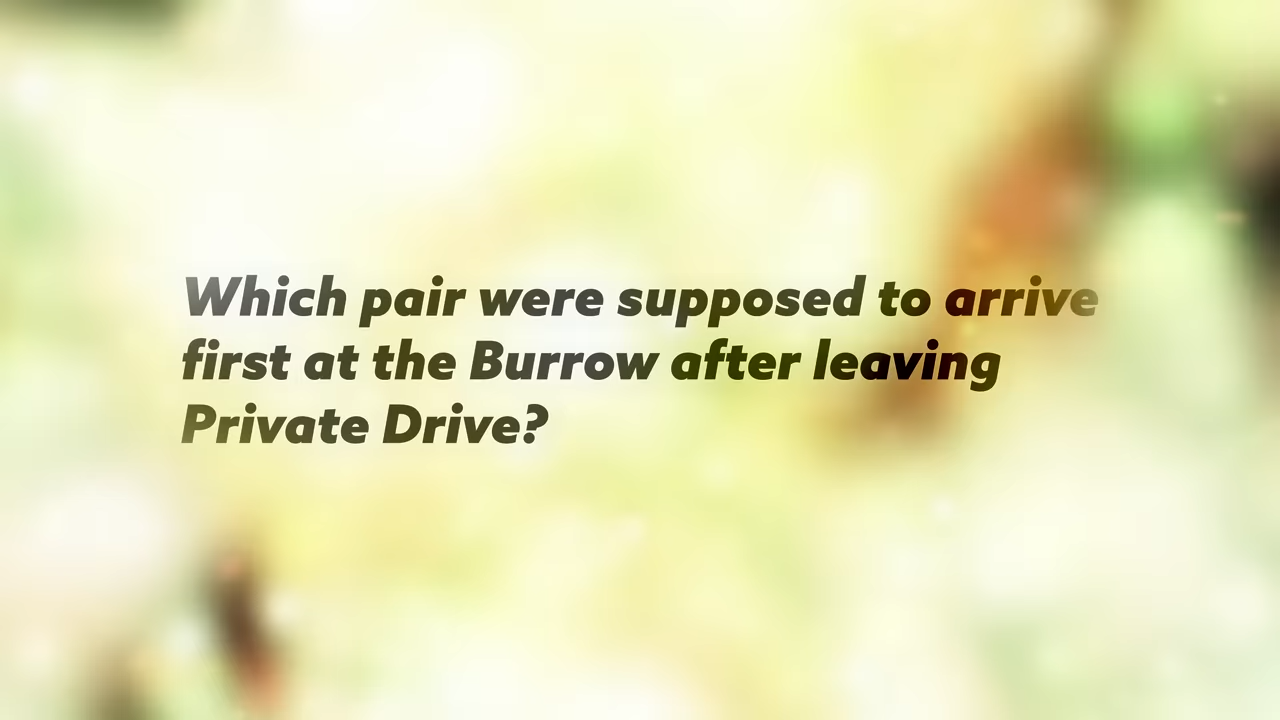 Which pair were supposed to arrive
first at the Burrow after leaving
Private Drive?